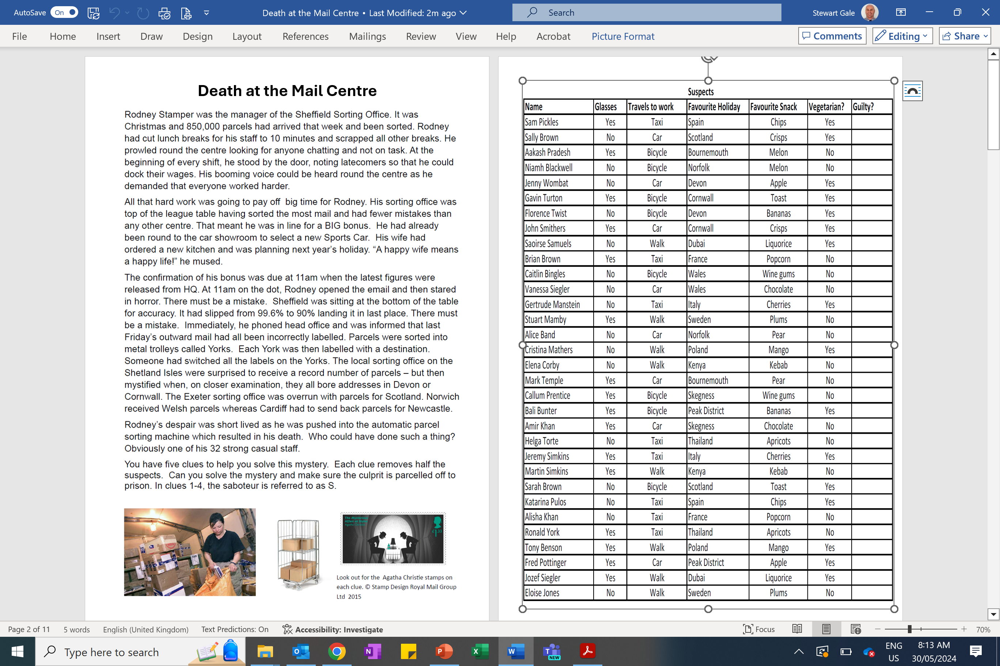 AutoSave On Death at the Mail Centre • Last Modified: 2m ago Search Stewart Gale
File Home Insert Draw Design Layout References Mailings Review View Help Acrobat Picture Format Comments Editing Share
Death at the Mail Centre
Rodney Stamper was the manager of the Sheffield Sorting Office. It was
Christmas and 850,000 parcels had arrived that week and been sorted. Rodney
had cut lunch breaks for his staff to 10 minutes and scrapped all other breaks. He
prowled round the centre looking for anyone chatting and not on task. At the
beginning of every shift, he stood by the door, noting latecomers so that he could
dock their wages. His booming voice could be heard round the centre as he
demanded that everyone worked harder.
All that hard work was going to pay off big time for Rodney. His sorting office was
top of the league table having sorted the most mail and had fewer mistakes than
any other centre. That meant he was in line for a BIG bonus. He had already
been round to the car showroom to select a new Sports Car. His wife had
ordered a new kitchen and was planning next year's holiday. “A happy wife means
a happy life!” he mused.
The confirmation of his bonus was due at 11am when the latest figures were
released from HQ. At 11am on the dot, Rodney opened the email and then stared
in horror. There must be a mistake. Sheffield was sitting at the bottom of the table
for accuracy. It had slipped from 99.6% to 90% landing it in last place. There must
be a mistake. Immediately, he phoned head office and was informed that last
Friday's outward mail had all been incorrectly labelled. Parcels were sorted into
metal trolleys called Yorks. Each York was then labelled with a destination.
Someone had switched all the labels on the Yorks. The local sorting office on the
Shetland Isles were surprised to receive a record number of parcels – but then
mystified when, on closer examination, they all bore addresses in Devon or
Cornwall. The Exeter sorting office was overrun with parcels for Scotland. Norwich
received Welsh parcels whereas Cardiff had to send back parcels for Newcastle.
Rodney's despair was short lived as he was pushed into the automatic parcel
sorting machine which resulted in his death. Who could have done such a thing?
Obviously one of his 32 strong casual staff.
You have five clues to help you solve this mystery. Each clue removes half the
suspects. Can you solve the mystery and make sure the culprit is parcelled off to
prison. In clues 1-4, the saboteur is referred to as S.
The Mysterious
Affair at Styles
Agatha Christie
£1.33
Look out for the Agatha Christie stamps on
each clue. © Stamp Design Royal Mail Group
Ltd 2015
Suspects
Name Glasses Travels to work Favourite Holiday Favourite Snack Vegetarian? Guilty?
Sam Pickles Yes Taxi Spain Chips Yes
Sally Brown No Car Scotland Crisps Yes
Aakash Pradesh Yes Bicycle Bournemouth Melon No
Niamh Blackwell No Bicycle Norfolk Melon No
Jenny Wombat No Car Devon Apple Yes
Gavin Turton Yes Bicycle Cornwall Toast Yes
Florence Twist No Bicycle Devon Bananas Yes
John Smithers Yes Car Cornwall Crisps Yes
Saoirse Samuels No Walk Dubai Liquorice Yes
Brian Brown Yes Taxi France Popcorn No
Caitlin Bingles No Bicycle Wales Wine gums No
Vanessa Siegler No Car Wales Chocolate No
Gertrude Manstein No Taxi Italy Cherries Yes
Stuart Mamby Yes Walk Sweden Plums No
Alice Band No Car Norfolk Pear No
Cristina Mathers No Walk Poland Mango Yes
Elena Corby No Walk Kenya Kebab No
Mark Temple Yes Car Bournemouth Pear No
Callum Prentice Yes Bicycle Skegness Wine gums No
Bali Bunter Yes Bicycle Peak District Bananas Yes
Amir Khan Yes Car Skegness Chocolate No
Helga Torte No Taxi Thailand Apricots No
Jeremy Simkins Yes Taxi Italy Cherries Yes
Martin Simkins Yes Walk Kenya Kebab No
Sarah Brown No Bicycle Scotland Toast Yes
Katarina Pulos No Taxi Spain Chips Yes
Alisha Khan No Taxi France Popcorn No
Ronald York Yes Taxi Thailand Apricots No
Tony Benson Yes Walk Poland Mango Yes
Fred Pottinger Yes Car Peak District Apple Yes
Jozef Siegler Yes Walk Dubai Liquorice Yes
Eloise Jones No Walk Sweden Plums No
Page 2 of 11 5 words English (United Kingdom) Text Predictions: On Accessibility: Investigate Focus 70%
Type here to search ENG 8:13 AM
NEW US 30/05/2024